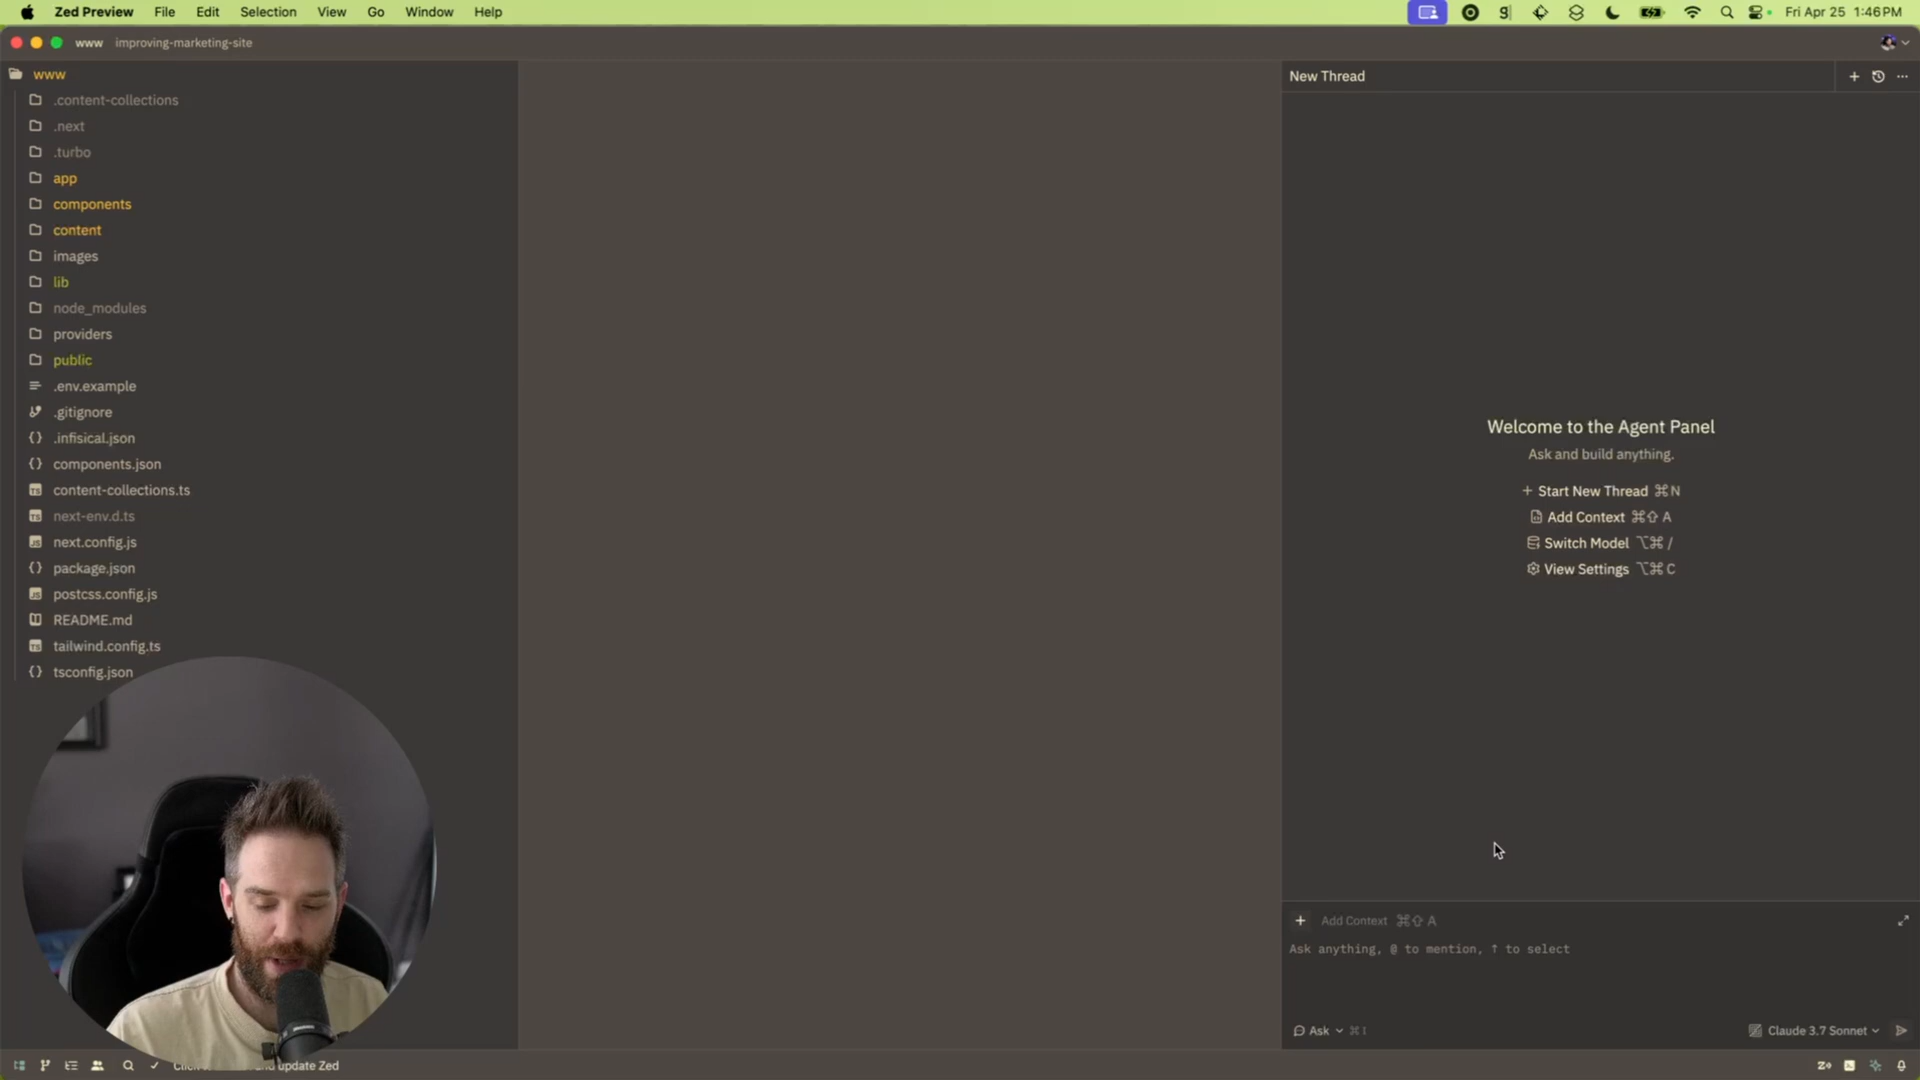 Zed Preview File Edit Selection View Go Window Help Fri Apr 25 1:46 PM
www improving-marketing-site
www
.content-collections
.next
.turbo
app
components
content
images
lib
node_modules
providers
public
.env.example
.gitignore
.infisical.json
components.json
content-collections.ts
next-env.d.ts
next.config.js
package.json
postcss.config.js
README.md
tailwind.config.ts
tsconfig.json
update Zed
New Thread
Welcome to the Agent Panel
Ask and build anything.
+ Start New Thread ⌘N
Add Context ⌘⇧ A
Switch Model ⌥⌘ /
View Settings ⌥⌘ C
+ Add Context ⌘⇧ A
Ask anything, @ to mention, ↑ to select
Ask ⌘I
Claude 3.7 Sonnet